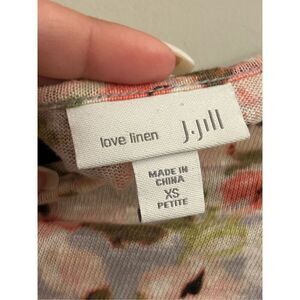 love linen J.Jill
MADE IN
CHINA
XS
PETITE